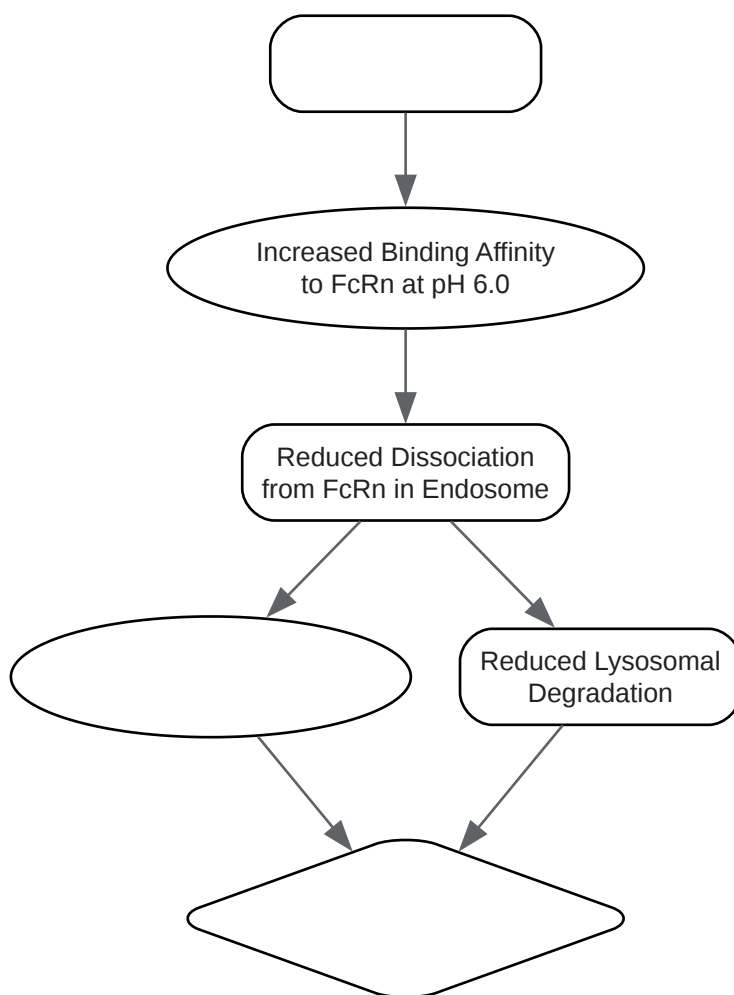 Increased Binding Affinity
to FcRn at pH 6.0
Reduced Dissociation
from FcRn in Endosome
Reduced Lysosomal
Degradation